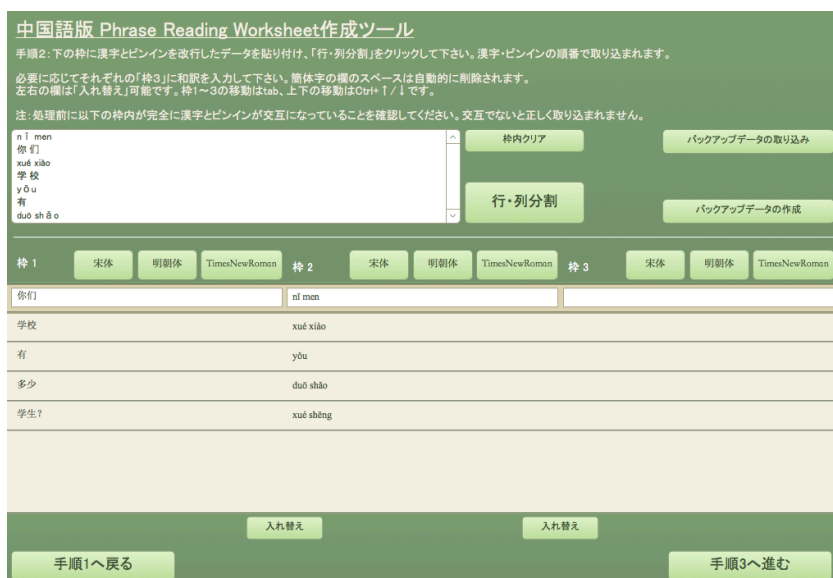 中国語版 Phrase Reading Worksheet作成ツール
手順2：下の枠に漢字とピンインを改行したデータを貼り付け、「行・列分割」をクリックして下さい。漢字・ピンインの順番で取り込まれます。
必要に応じてそれぞれの「枠3」に和訳を入力して下さい。簡体字の欄のスペースは自動的に削除されます。
左右の欄は「入れ替え」可能です。枠1～3の移動はtab、上下の移動はCtrl+↑/↓です。
注：処理前に以下の枠内が完全に漢字とピンインが交互になっていることを確認してください。交互でないと正しく取り込まれません。
nǐ men
你 们
xué xiào
学 校
yǒu
有
duō shǎo
枠内クリア
行・列分割
バックアップデータの取り込み
バックアップデータの作成
枠 1 宋体 明朝体 TimesNewRoman 枠 2 宋体 明朝体 TimesNewRoman 枠 3 宋体 明朝体 TimesNewRoman
你们 nǐ men
学校 xué xiào
有 yǒu
多少 duō shǎo
学生? xué shēng
入れ替え 入れ替え
手順1へ戻る 手順3へ進む